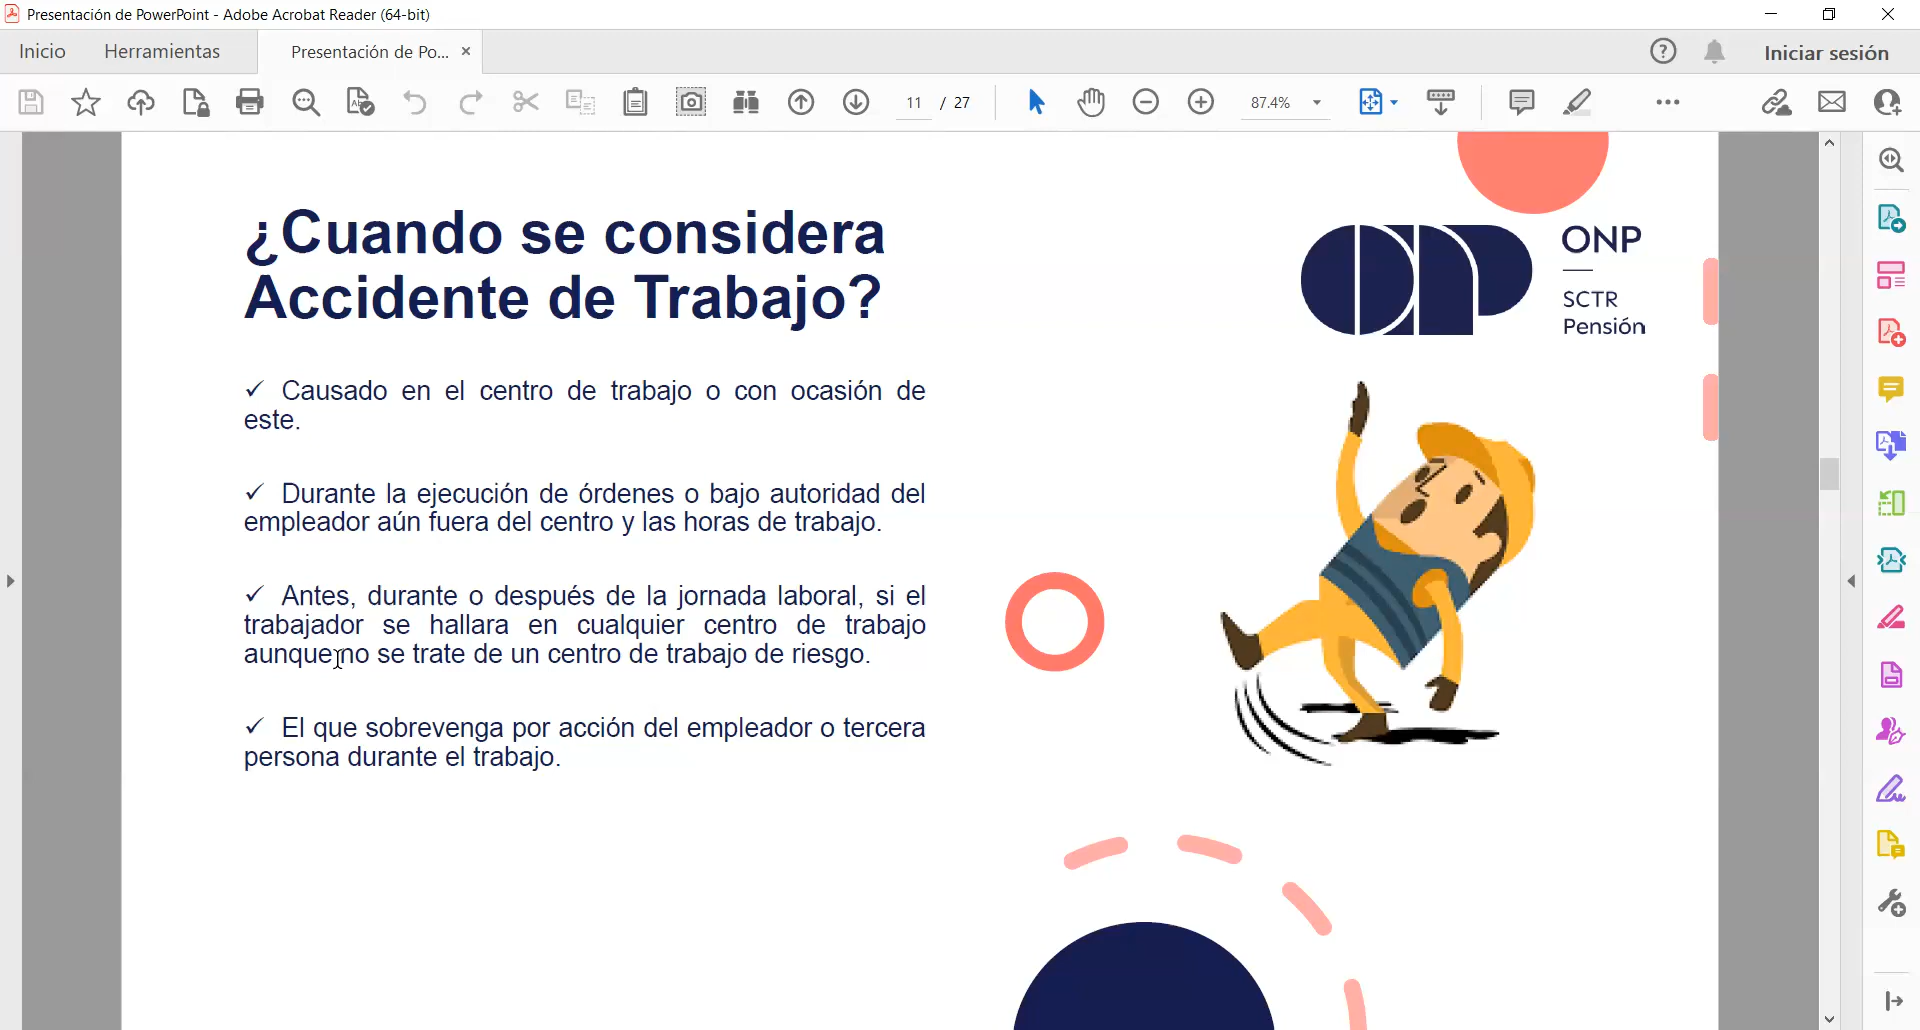 Presentación de PowerPoint - Adobe Acrobat Reader (64-bit)
Inicio
Herramientas
Presentación de Po...
Iniciar sesión
11 / 27
87.4%
¿Cuando se considera
Accidente de Trabajo?
ONP
SCTR
Pensión
✓ Causado en el centro de trabajo o con ocasión de
este.
✓ Durante la ejecución de órdenes o bajo autoridad del
empleador aún fuera del centro y las horas de trabajo.
✓ Antes, durante o después de la jornada laboral, si el
trabajador se hallara en cualquier centro de trabajo
aunque no se trate de un centro de trabajo de riesgo.
✓ El que sobrevenga por acción del empleador o tercera
persona durante el trabajo.